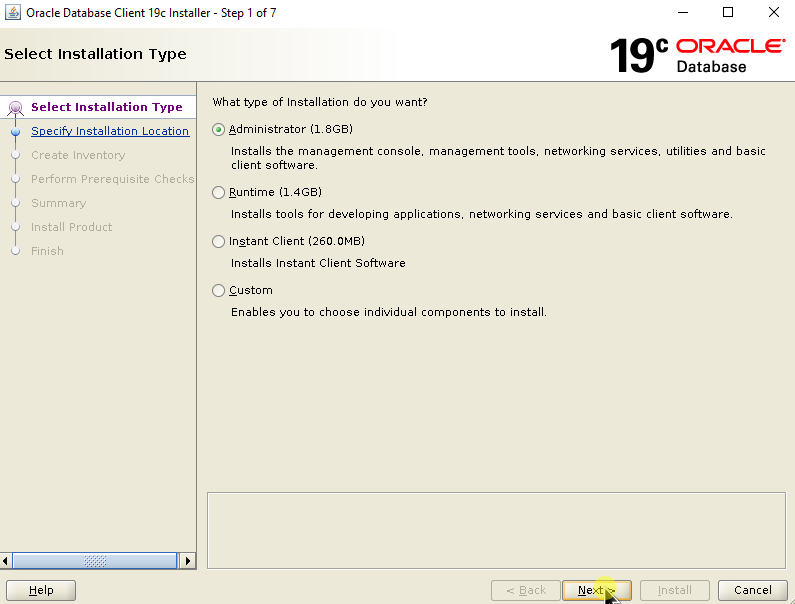 Oracle Database Client 19c Installer - Step 1 of 7
Select Installation Type
19c ORACLE
Database
Select Installation Type
Specify Installation Location
Create Inventory
Perform Prerequisite Checks
Summary
Install Product
Finish
What type of Installation do you want?
Administrator (1.8GB)
Installs the management console, management tools, networking services, utilities and basic
client software.
Runtime (1.4GB)
Installs tools for developing applications, networking services and basic client software.
Instant Client (260.0MB)
Installs Instant Client Software
Custom
Enables you to choose individual components to install.
Help
< Back
Next >
Install
Cancel